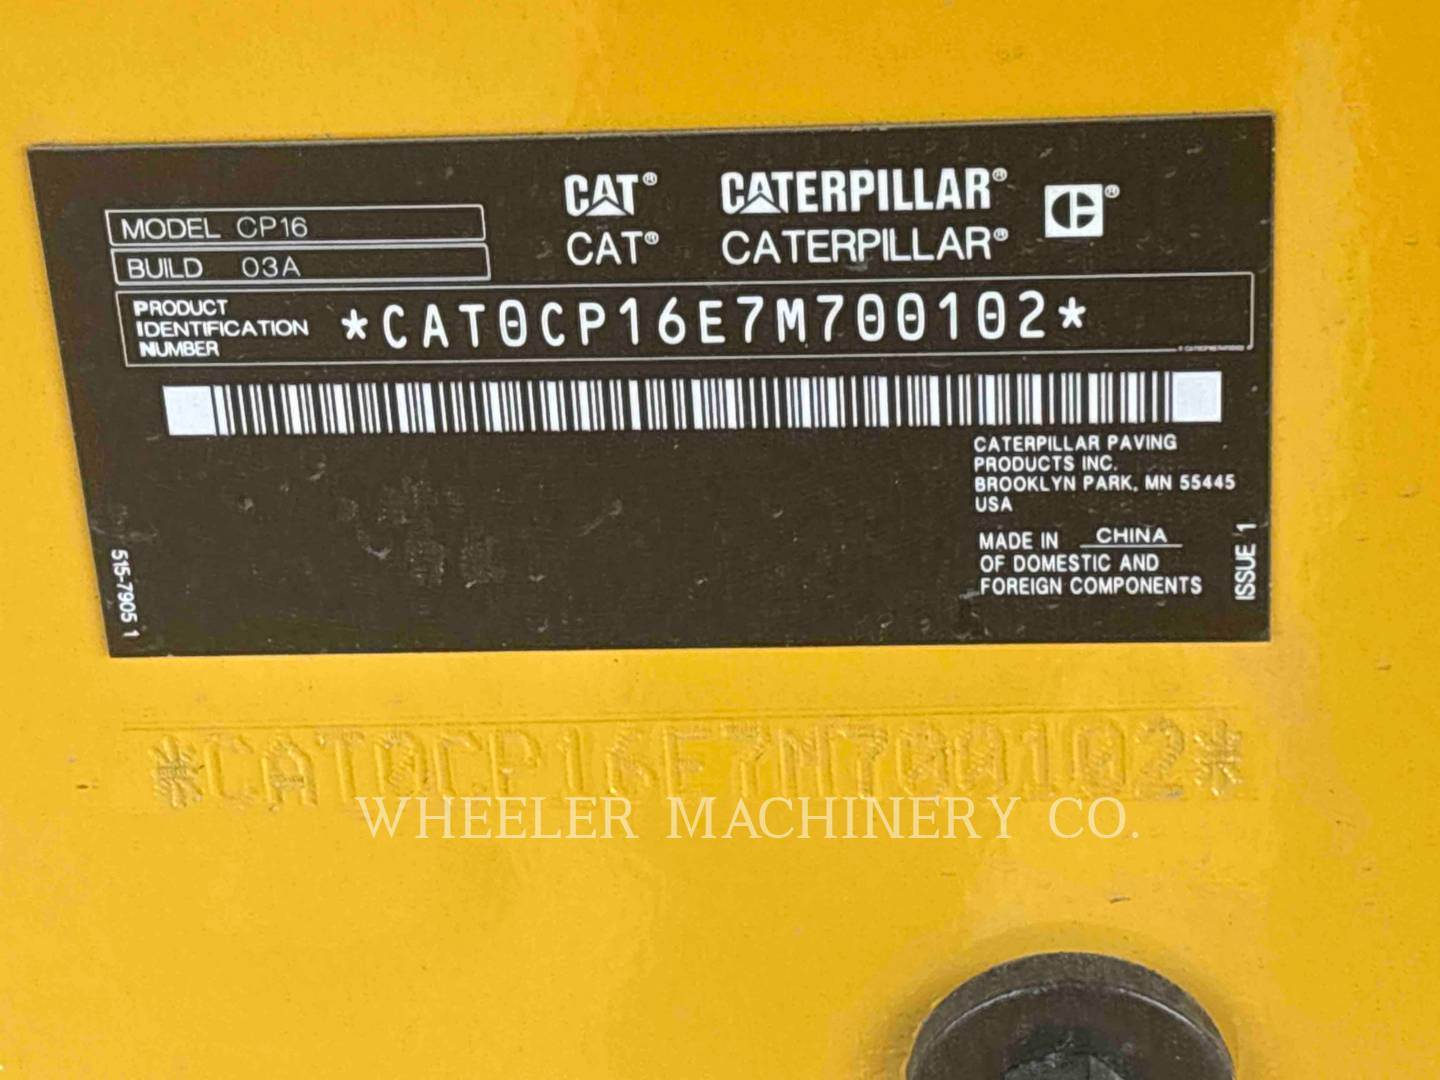 MODEL CP16
BUILD 03A
CAT® CATERPILLAR® C®
CAT® CATERPILLAR®
PRODUCT
IDENTIFICATION
NUMBER
*CAT0CP16E7M700102*
CATERPILLAR PAVING
PRODUCTS INC.
BROOKLYN PARK, MN 55445
USA
MADE IN CHINA
OF DOMESTIC AND
FOREIGN COMPONENTS
ISSUE 1
515-7905 1
*CAT0CP16E7M700102*
WHEELER MACHINERY CO.